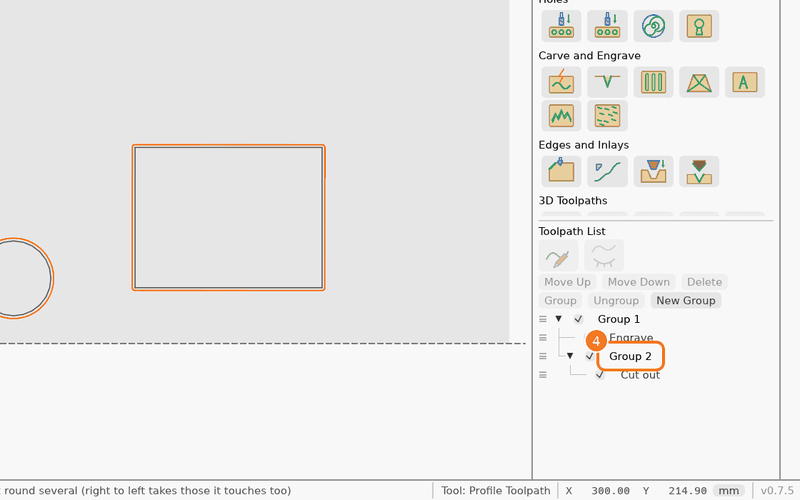 Holes
Carve and Engrave
A
Edges and Inlays
3D Toolpaths
Toolpath List
Move Up Move Down Delete
Group Ungroup New Group
Group 1
Engrave
4
Group 2
Cut out
round several (right to left takes those it touches too) Tool: Profile Toolpath X 300.00 Y 214.90 mm v0.7.5